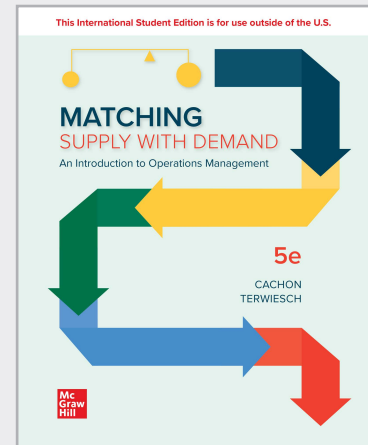 This International Student Edition is for use outside of the U.S.
MATCHING
SUPPLY WITH DEMAND
An Introduction to Operations Management
5e
CACHON
TERWIESCH
Mc
Graw
Hill